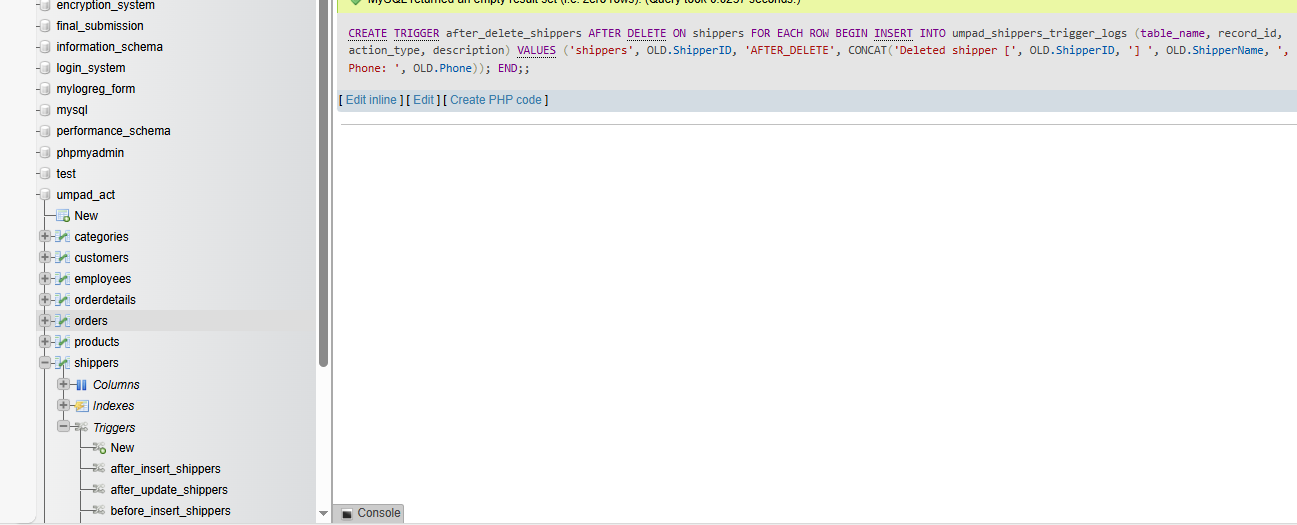 encryption_system
final_submission
information_schema
login_system
mylogreg_form
mysql
performance_schema
phpmyadmin
test
umpad_act
New
categories
customers
employees
orderdetails
orders
products
shippers
Columns
Indexes
Triggers
New
after_insert_shippers
after_update_shippers
before_insert_shippers
MySQL returned an empty result set (i.e. zero rows). (Query took 0.0297 seconds.)
CREATE TRIGGER after_delete_shippers AFTER DELETE ON shippers FOR EACH ROW BEGIN INSERT INTO umpad_shippers_trigger_logs (table_name, record_id,
action_type, description) VALUES ('shippers', OLD.ShipperID, 'AFTER_DELETE', CONCAT('Deleted shipper [', OLD.ShipperID, '] ', OLD.ShipperName, ',
Phone: ', OLD.Phone)); END;;
[ Edit inline ] [ Edit ] [ Create PHP code ]
Console